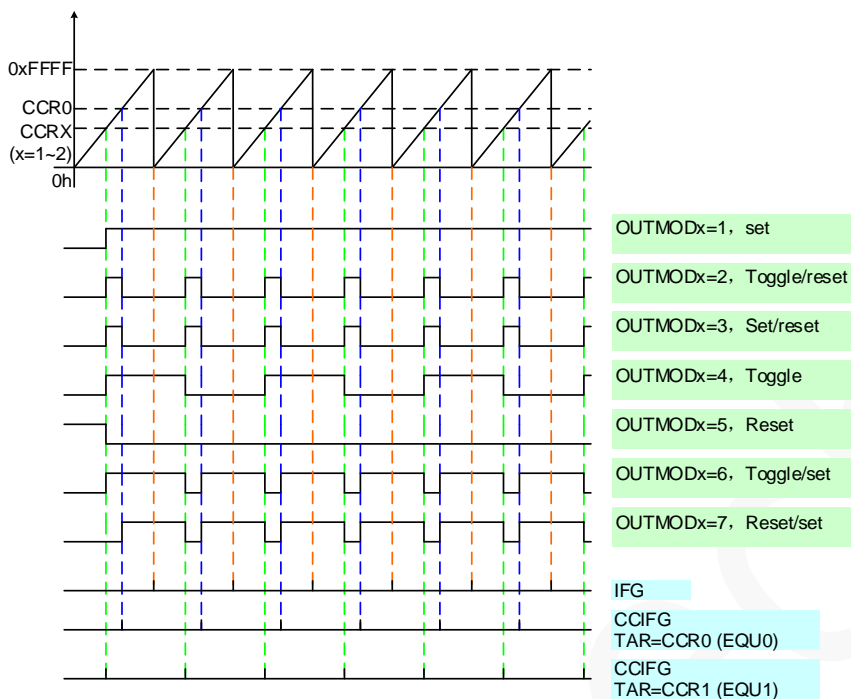 0xFFFF
CCR0
CCRX
(x=1~2)
0h
OUTMODx=1，set
OUTMODx=2，Toggle/reset
OUTMODx=3，Set/reset
OUTMODx=4，Toggle
OUTMODx=5，Reset
OUTMODx=6，Toggle/set
OUTMODx=7，Reset/set
IFG
CCIFG
TAR=CCR0 (EQU0)
CCIFG
TAR=CCR1 (EQU1)